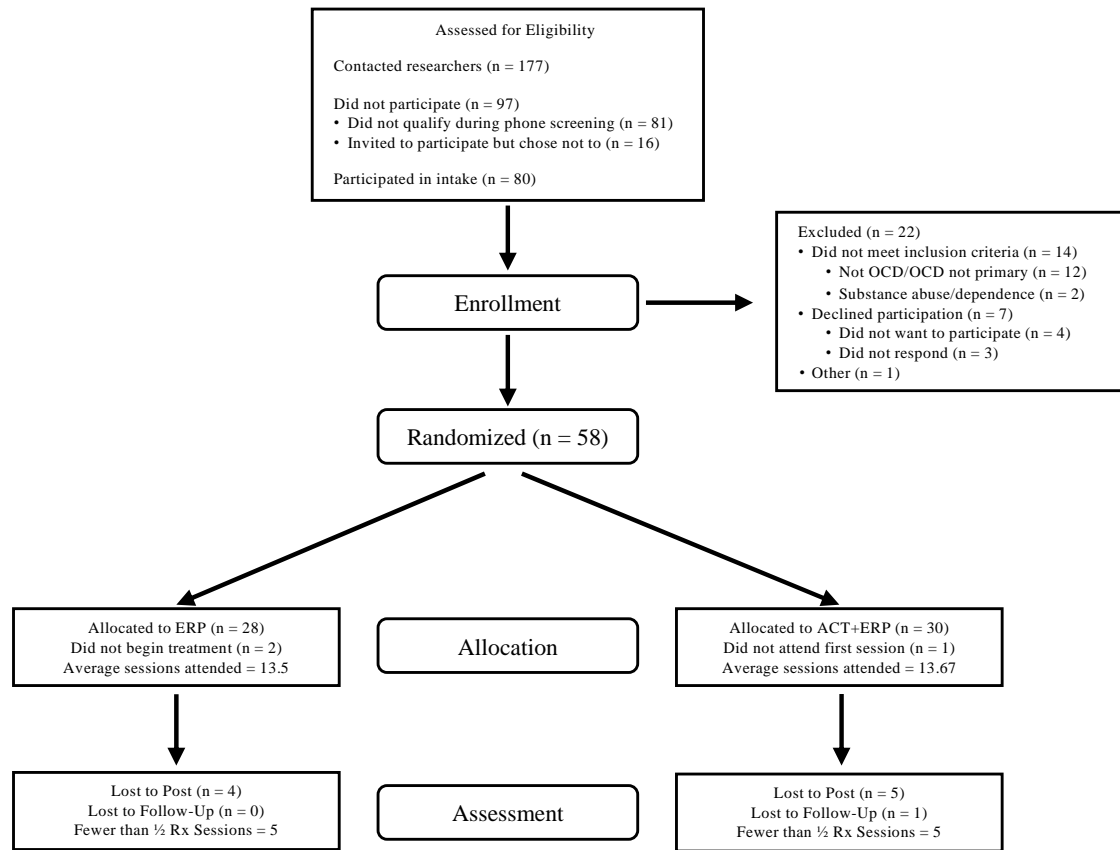 Assessed for Eligibility
Contacted researchers (n = 177)
Did not participate (n = 97)
• Did not qualify during phone screening (n = 81)
• Invited to participate but chose not to (n = 16)
Participated in intake (n = 80)
Enrollment
Excluded (n = 22)
• Did not meet inclusion criteria (n = 14)
• Not OCD/OCD not primary (n = 12)
• Substance abuse/dependence (n = 2)
• Declined participation (n = 7)
• Did not want to participate (n = 4)
• Did not respond (n = 3)
• Other (n = 1)
Randomized (n = 58)
Allocated to ERP (n = 28)
Did not begin treatment (n = 2)
Average sessions attended = 13.5
Allocation
Allocated to ACT+ERP (n = 30)
Did not attend first session (n = 1)
Average sessions attended = 13.67
Lost to Post (n = 4)
Lost to Follow-Up (n = 0)
Fewer than ½ Rx Sessions = 5
Assessment
Lost to Post (n = 5)
Lost to Follow-Up (n = 1)
Fewer than ½ Rx Sessions = 5